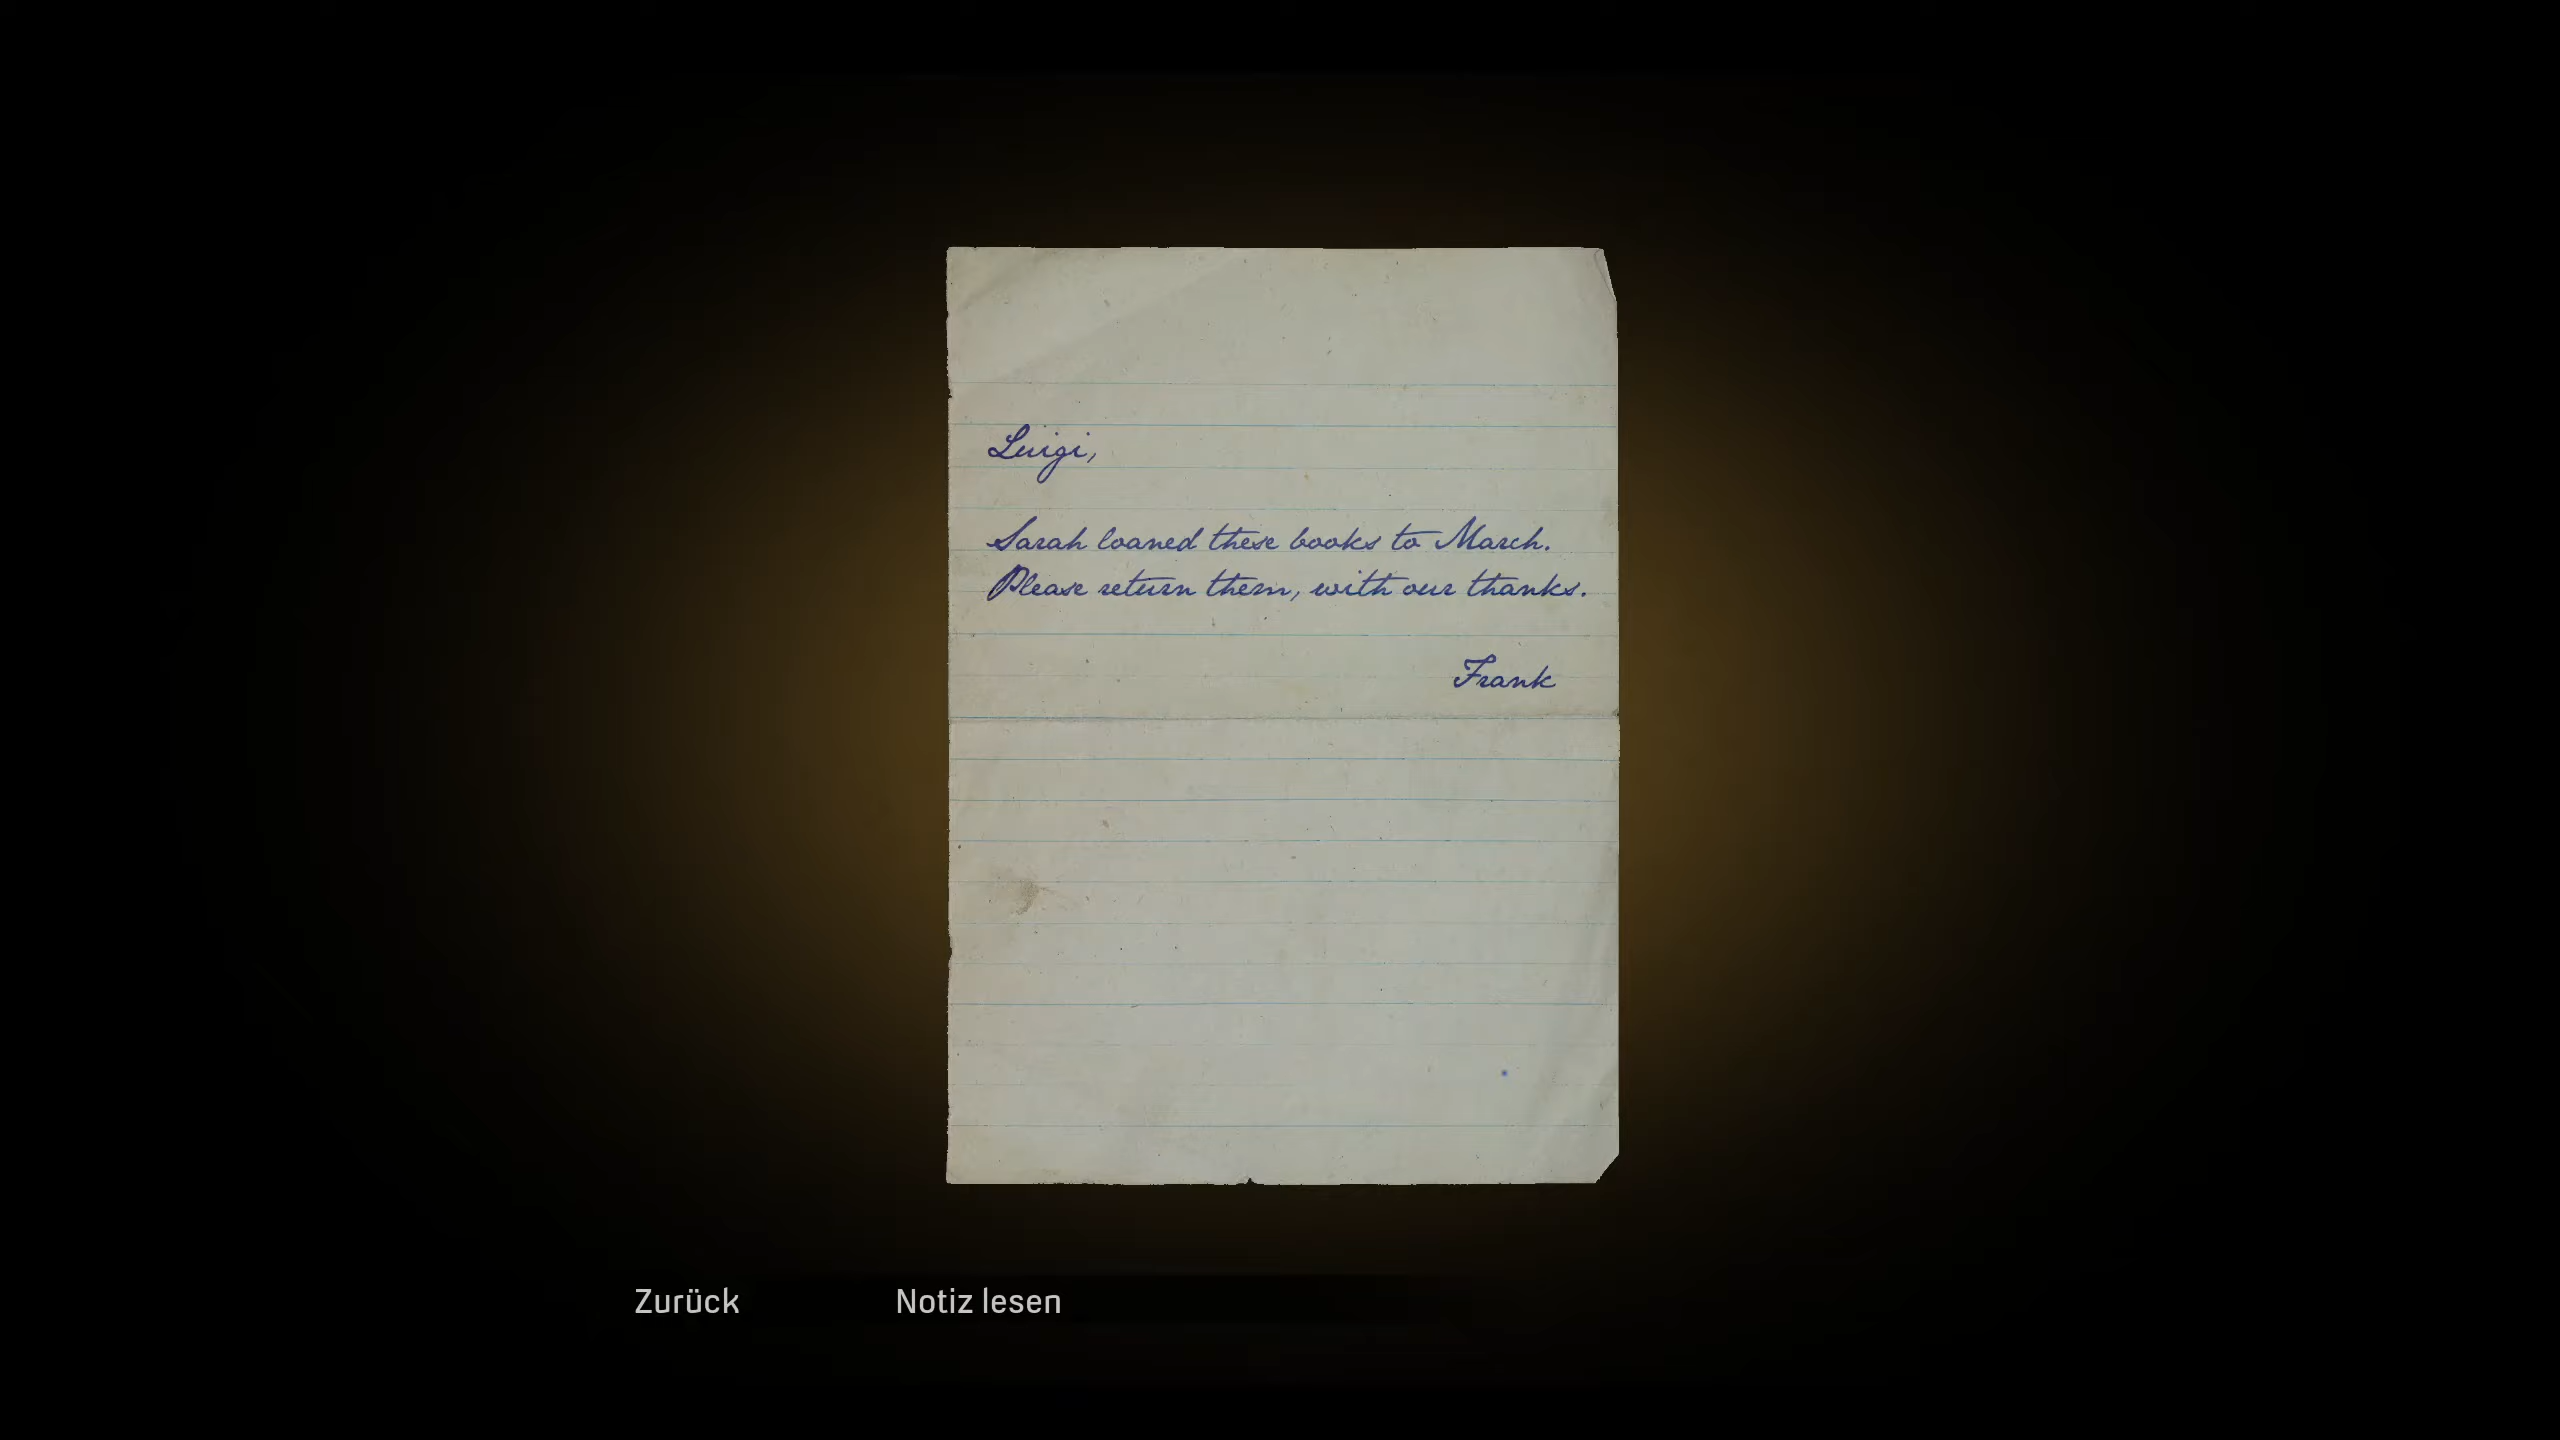 Luigi,
Sarah loaned these books to March.
Please return them, with our thanks.
Frank
Zurück
Notiz lesen